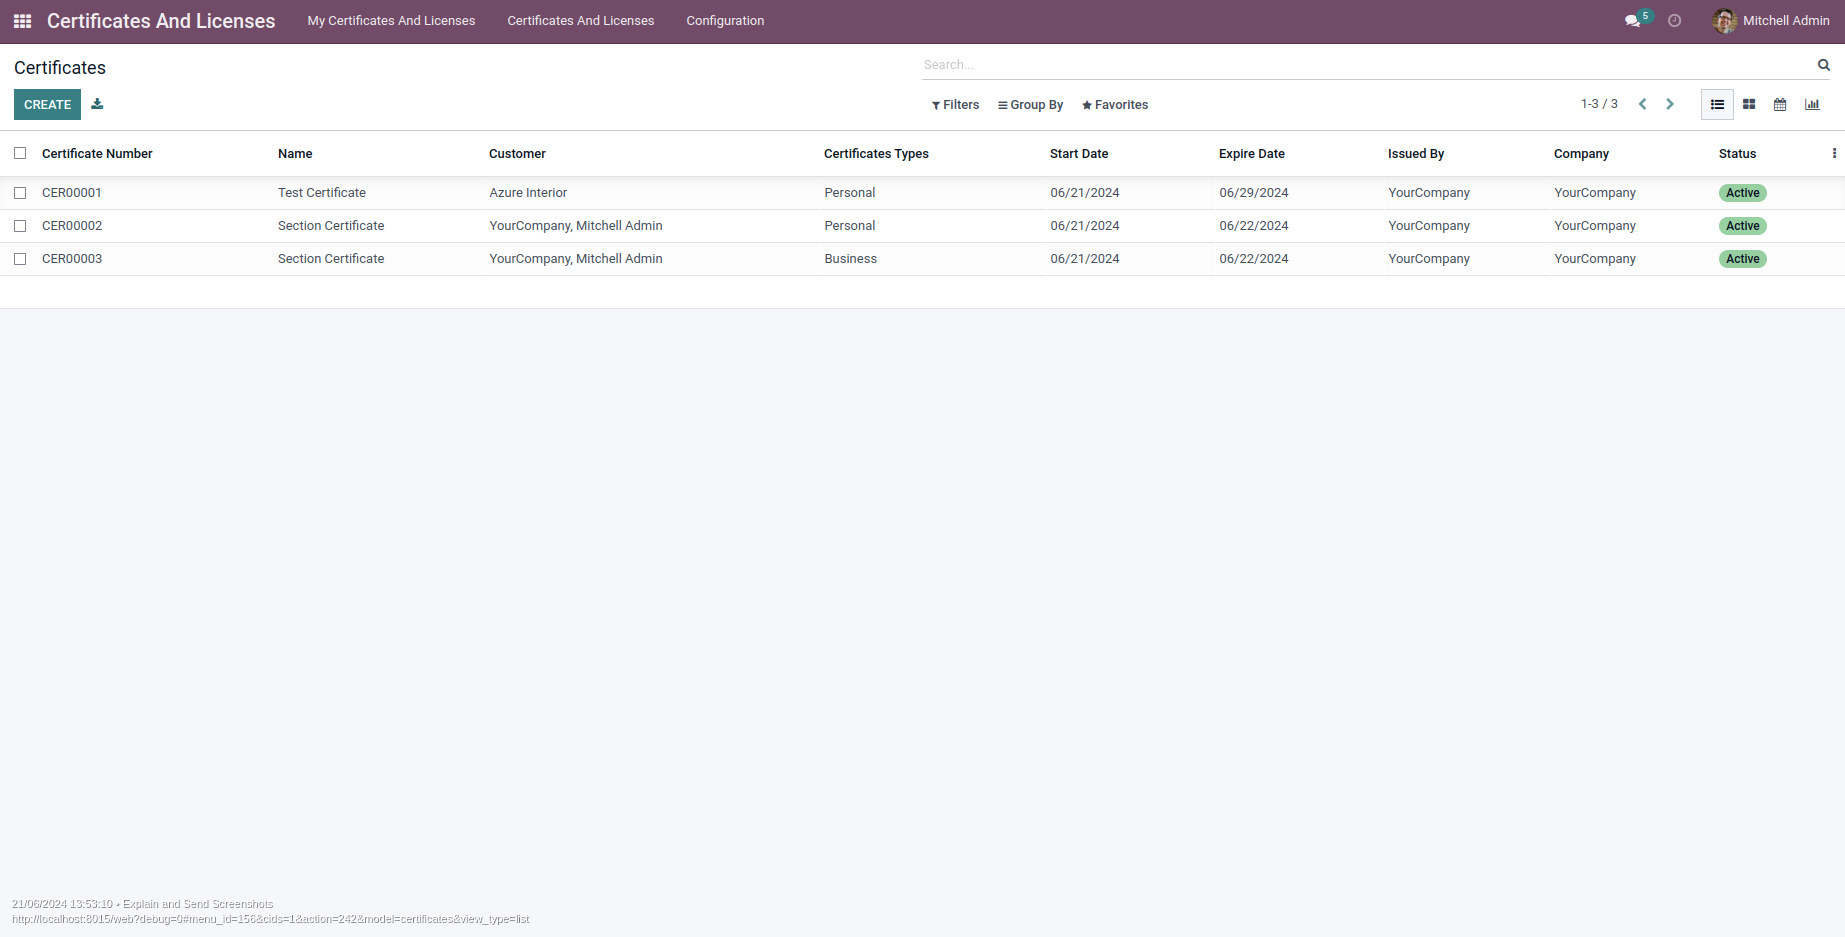 Certificates And Licenses My Certificates And Licenses Certificates And Licenses Configuration 5 Mitchell Admin
Certificates Search...
CREATE Filters Group By Favorites 1-3 / 3
Certificate Number Name Customer Certificates Types Start Date Expire Date Issued By Company Status
CER00001 Test Certificate Azure Interior Personal 06/21/2024 06/29/2024 YourCompany YourCompany Active
CER00002 Section Certificate YourCompany, Mitchell Admin Personal 06/21/2024 06/22/2024 YourCompany YourCompany Active
CER00003 Section Certificate YourCompany, Mitchell Admin Business 06/21/2024 06/22/2024 YourCompany YourCompany Active
21/06/2024 13:53:10 • Explain and Send Screenshots
http://localhost:8015/web?debug=0#menu_id=156&cids=1&action=242&model=certificates&view_type=list